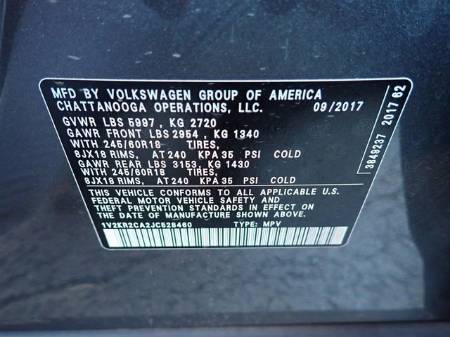 MFD BY VOLKSWAGEN GROUP OF AMERICA
CHATTANOOGA OPERATIONS, LLC. 09/2017
GVWR LBS 5997 , KG 2720
GAWR FRONT LBS 2954 , KG 1340
WITH 245/60R18 TIRES,
8JX18 RIMS, AT 240 KPA 35 PSI COLD
GAWR REAR LBS 3153, KG 1430
WITH 245/60R18 TIRES,
8JX18 RIMS, AT 240 KPA 35 PSI COLD
THIS VEHICLE CONFORMS TO ALL APPLICABLE U.S.
FEDERAL MOTOR VEHICLE SAFETY AND
THEFT PREVENTION STANDARDS IN EFFECT ON
THE DATE OF MANUFACTURE SHOWN ABOVE.
1V2KR2CA2JC528460 TYPE: MPV
3849237 2017 62